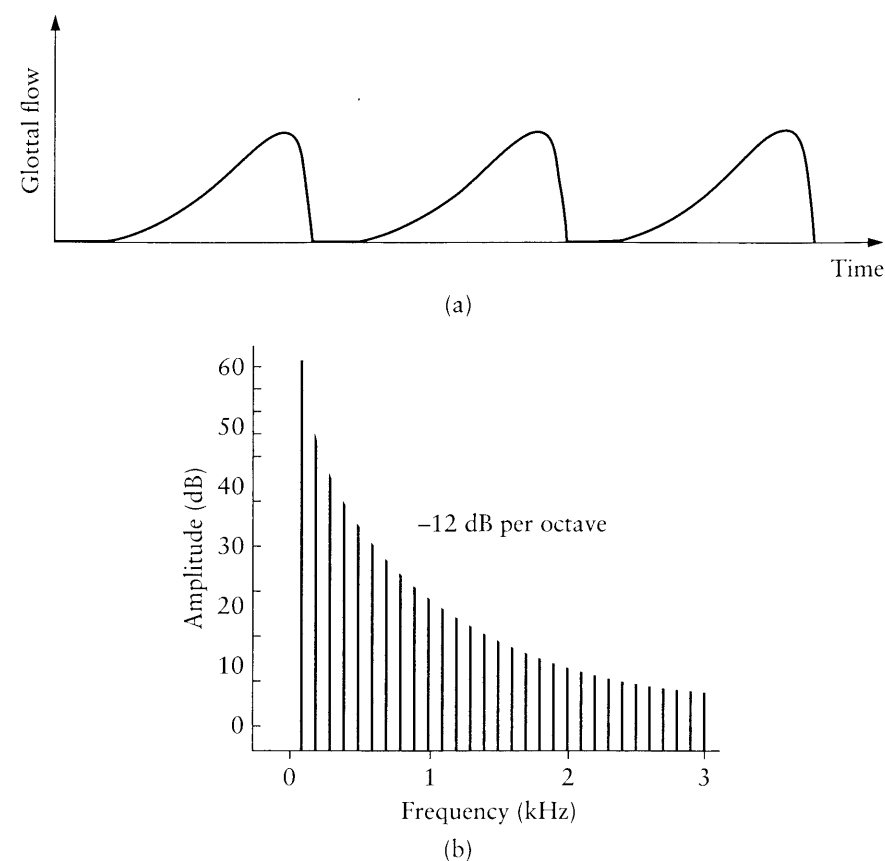 Glottal flow
Time
(a)
60
50
40
30
20
10
0
Amplitude (dB)
–12 dB per octave
0 1 2 3
Frequency (kHz)
(b)